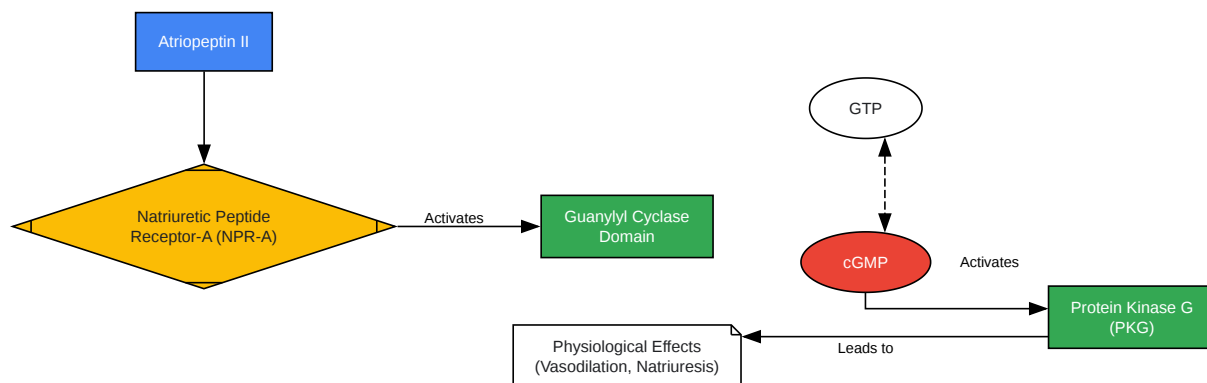 Atriopeptin II
GTP
Natriuretic Peptide
Receptor-A (NPR-A)
Activates
Guanylyl Cyclase
Domain
cGMP
Activates
Protein Kinase G
(PKG)
Leads to
Physiological Effects
(Vasodilation, Natriuresis)